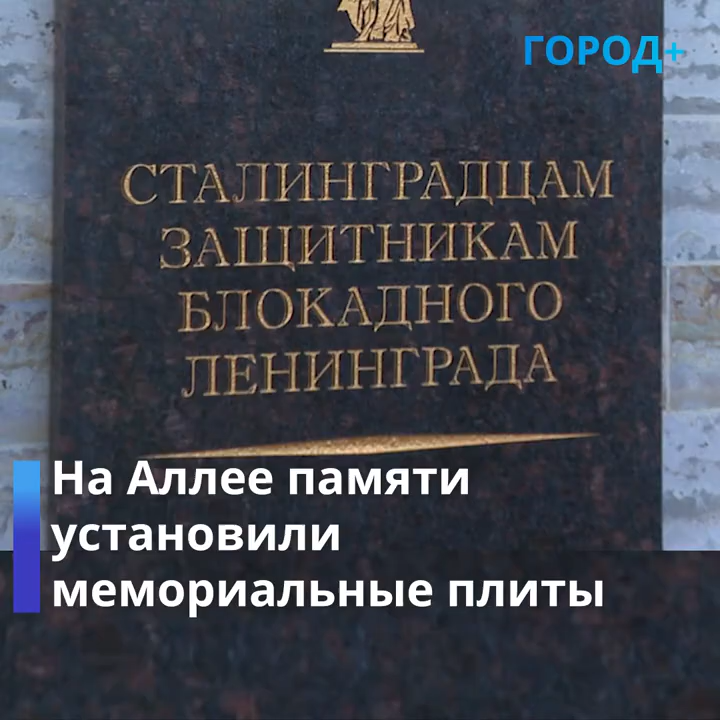 ГОРОД+
СТАЛИНГРАДЦАМ
ЗАЩИТНИКАМ
БЛОКАДНОГО
ЛЕНИНГРАДА
На Аллее памяти
установили
мемориальные плиты